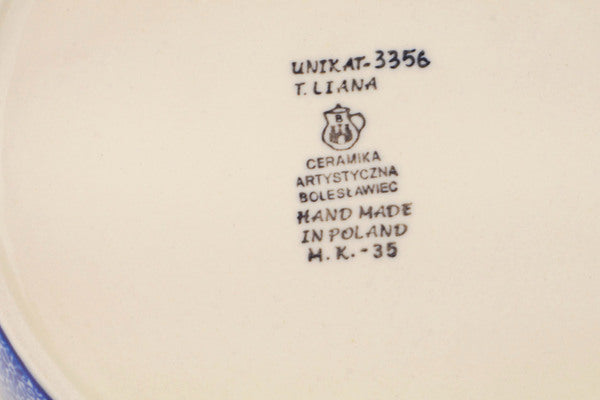 UNIKAT-3356
T. LIANA
B
CERAMIKA
ARTYSTYCZNA
BOLESŁAWIEC
HAND MADE
IN POLAND
M. K. - 35